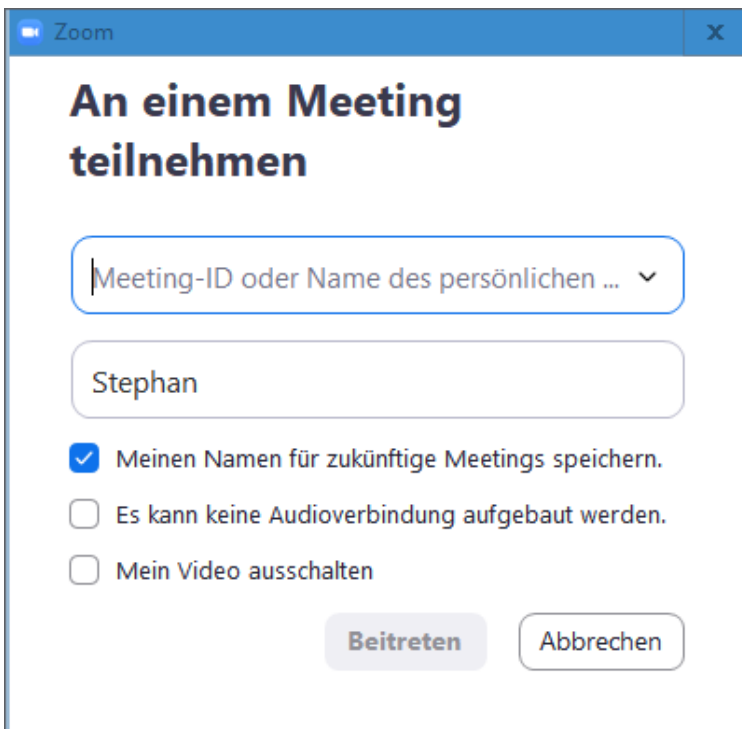 Zoom
An einem Meeting
teilnehmen
Meeting-ID oder Name des persönlichen ...
Stephan
Meinen Namen für zukünftige Meetings speichern.
Es kann keine Audioverbindung aufgebaut werden.
Mein Video ausschalten
Beitreten Abbrechen